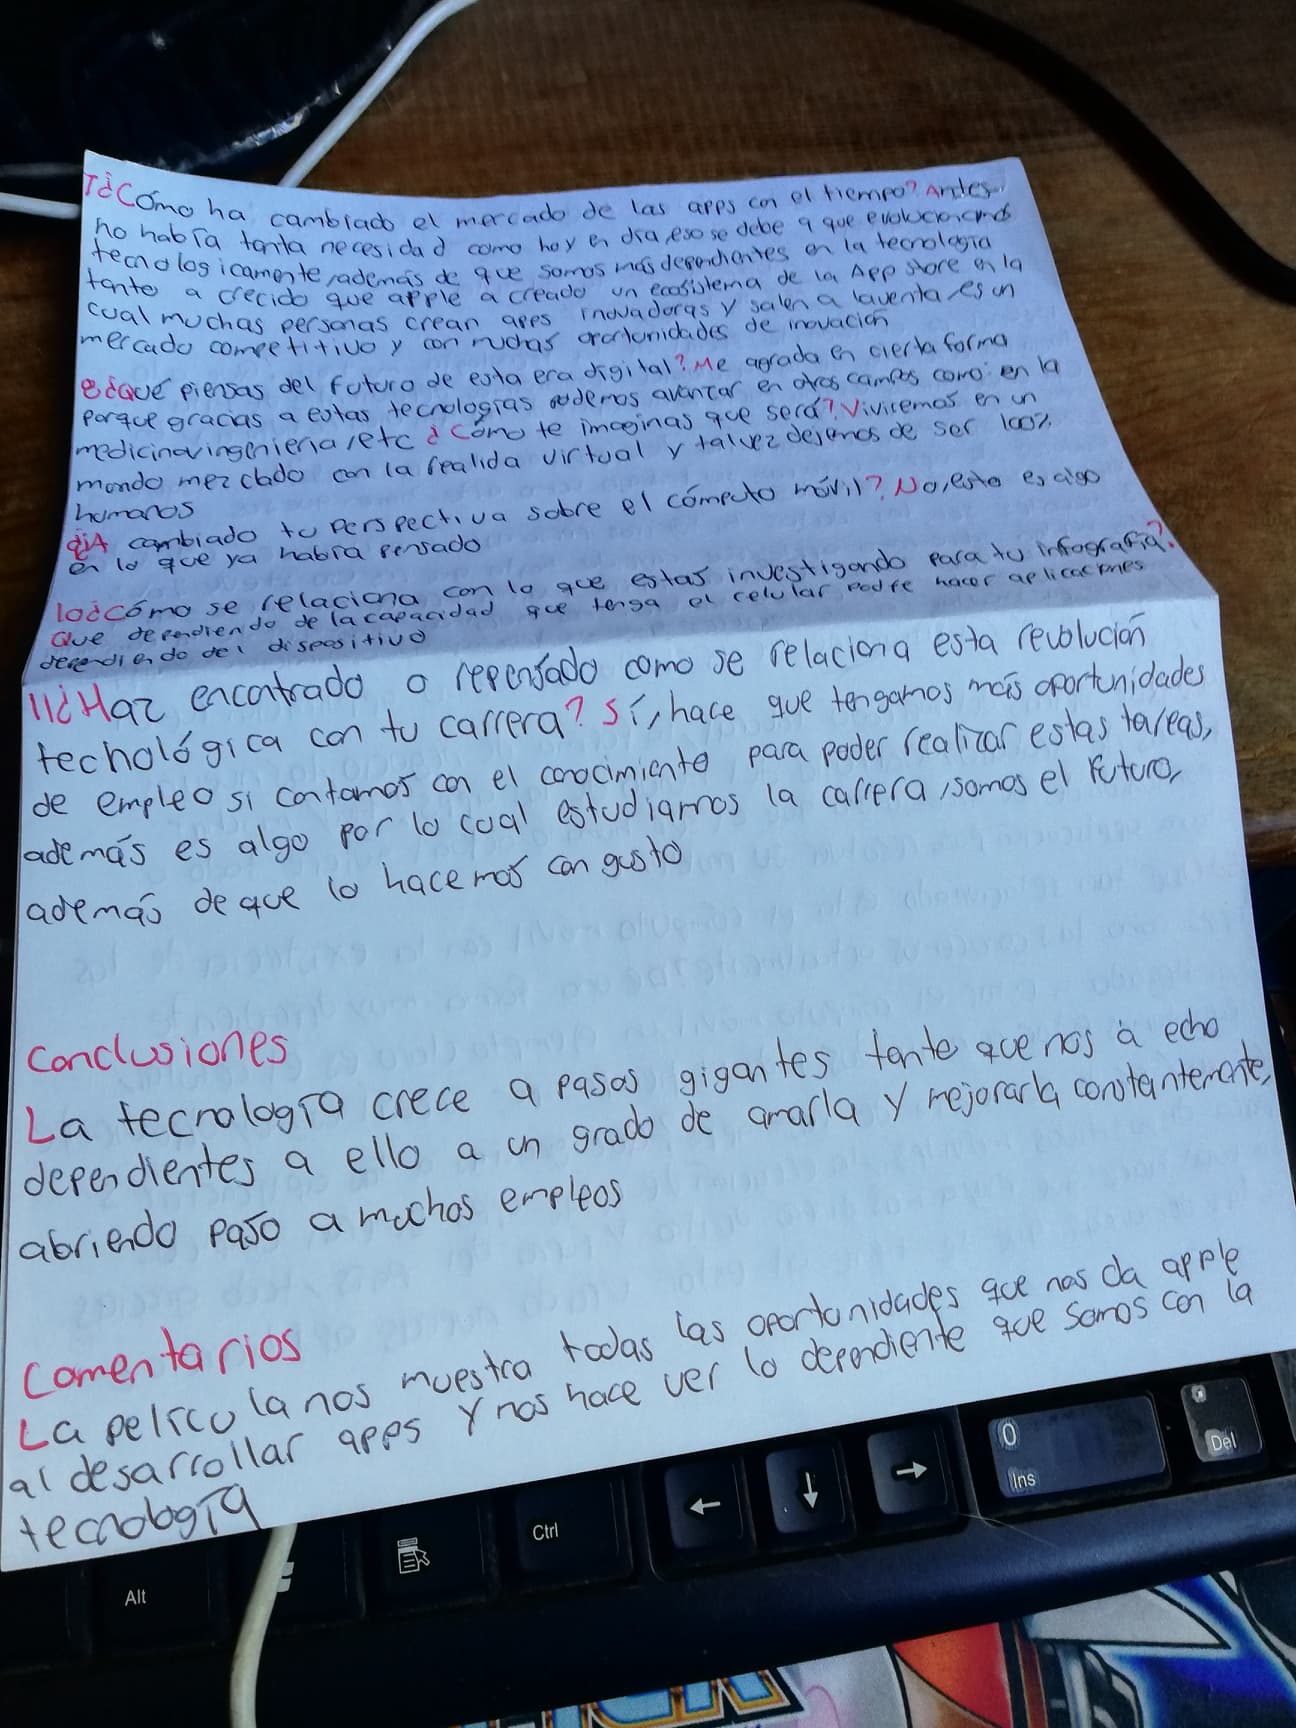 7¿Cómo ha cambiado el mercado de las apps con el tiempo? Antes
no había tanta necesidad como hoy en dia, eso se debe a que evolucionamos
tecnologicamente, además de que somos más dependientes en la tecnología
tanto a crecido que apple a creado un ecosistema de la App store en la
cual muchas personas crean apps inovadoras y salen a laventa, es un
mercado competitivo y con muchas oportunidades de inovación
8¿Qué piensas del futuro de esta era digital? Me agrada en cierta forma
porque gracias a estas tecnologías podemos avanzar en otros campos como en la
medicina, ingenieria, etc ¿Cómo te imaginas que será? Viviremos en un
mundo mezclado con la realida virtual y talvez dejemos de ser 100%
humanos
9¿A cambiado tu perspectiva sobre el cómputo móvil? No, esto es algo
en lo que ya había pensado
10¿cómo se relaciona con lo que estas investigando para tu infografía?
Que dependiendo de la capacidad que tenga el celular podre hacer aplicaciones
dependiendo del dispositivo
11¿Haz encontrado o repensado como se relaciona esta revolución
technológica con tu carrera? Sí, hace que tengamos más oportunidades
de empleo si contamos con el conocimiento para poder realizar estas tareas,
además es algo por lo cual estudiamos la carrera, somos el futuro,
además de que lo hacemos con gusto
Conclusiones
La tecnología crece a pasos gigantes tanto que nos à echo
dependientes a ello a un grado de amarla y mejorarla constantemente,
abriendo paso a muchos empleos
Comentarios
La película nos muestra todas las oportunidades que nos da apple
al desarrollar apps y nos hace ver lo dependiente que somos con la
tecnología
0
Ins
Del
Ctrl
Alt